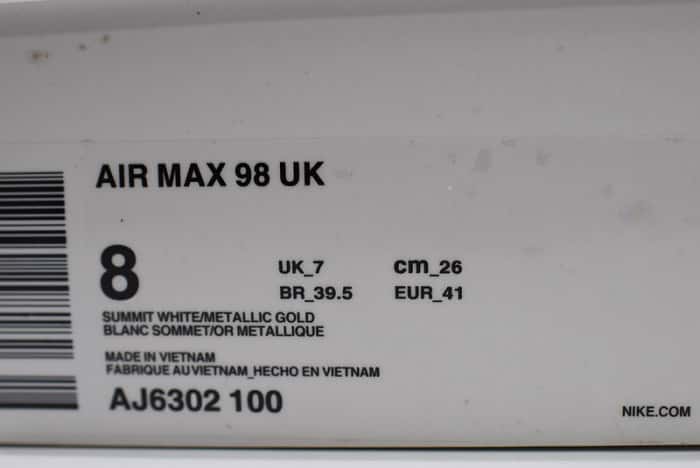 AIR MAX 98 UK
8
UK_7 cm_26
BR_39.5 EUR_41
SUMMIT WHITE/METALLIC GOLD
BLANC SOMMET/OR METALLIQUE
MADE IN VIETNAM
FABRIQUE AU VIETNAM_HECHO EN VIETNAM
AJ6302 100
NIKE.COM